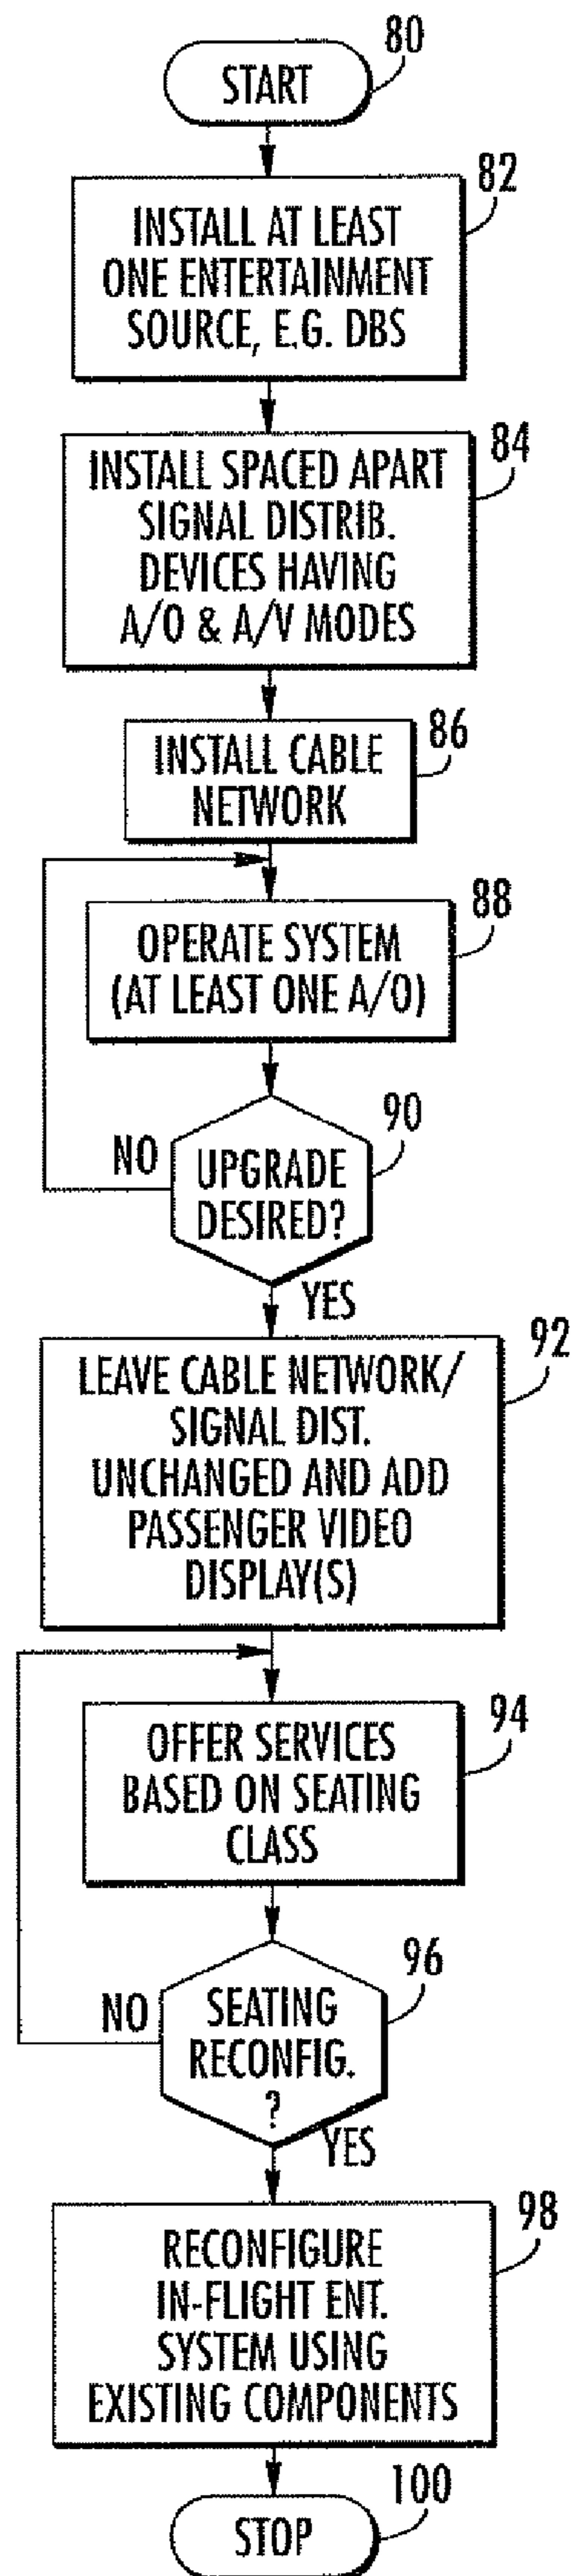 80
START
82
INSTALL AT LEAST
ONE ENTERTAINMENT
SOURCE, E.G. DBS
84
INSTALL SPACED APART
SIGNAL DISTRIB.
DEVICES HAVING
A/O & A/V MODES
86
INSTALL CABLE
NETWORK
88
OPERATE SYSTEM
(AT LEAST ONE A/O)
90
NO
UPGRADE
DESIRED?
YES
92
LEAVE CABLE NETWORK/
SIGNAL DIST.
UNCHANGED AND ADD
PASSENGER VIDEO
DISPLAY(S)
94
OFFER SERVICES
BASED ON SEATING
CLASS
96
NO
SEATING
RECONFIG.
?
YES
98
RECONFIGURE
IN-FLIGHT ENT.
SYSTEM USING
EXISTING COMPONENTS
100
STOP